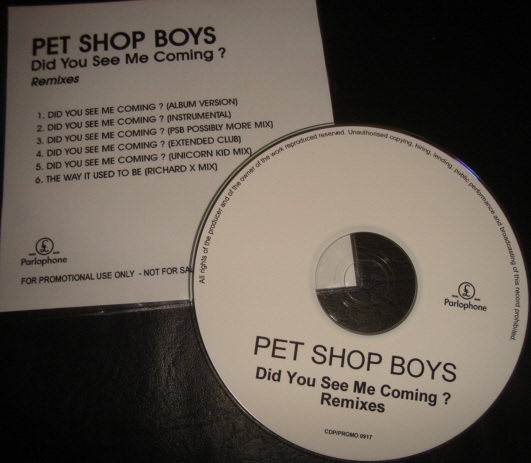 PET SHOP BOYS
Did You See Me Coming ?
Remixes
1. DID YOU SEE ME COMING ? (ALBUM VERSION)
2. DID YOU SEE ME COMING ? (INSTRUMENTAL)
3. DID YOU SEE ME COMING ? (PSB POSSIBLY MORE MIX)
4. DID YOU SEE ME COMING ? (EXTENDED CLUB)
5. DID YOU SEE ME COMING ? (UNICORN KID MIX)
6. THE WAY IT USED TO BE (RICHARD X MIX)
£
Parlophone
FOR PROMOTIONAL USE ONLY - NOT FOR SA
All rights of the producer and of the owner of the work reproduced reserved. Unauthorised copying, hiring, lending, public performance and broadcasting of this record prohibited.
£
Parlophone
PET SHOP BOYS
Did You See Me Coming ?
Remixes
CDP/PROMO 0917